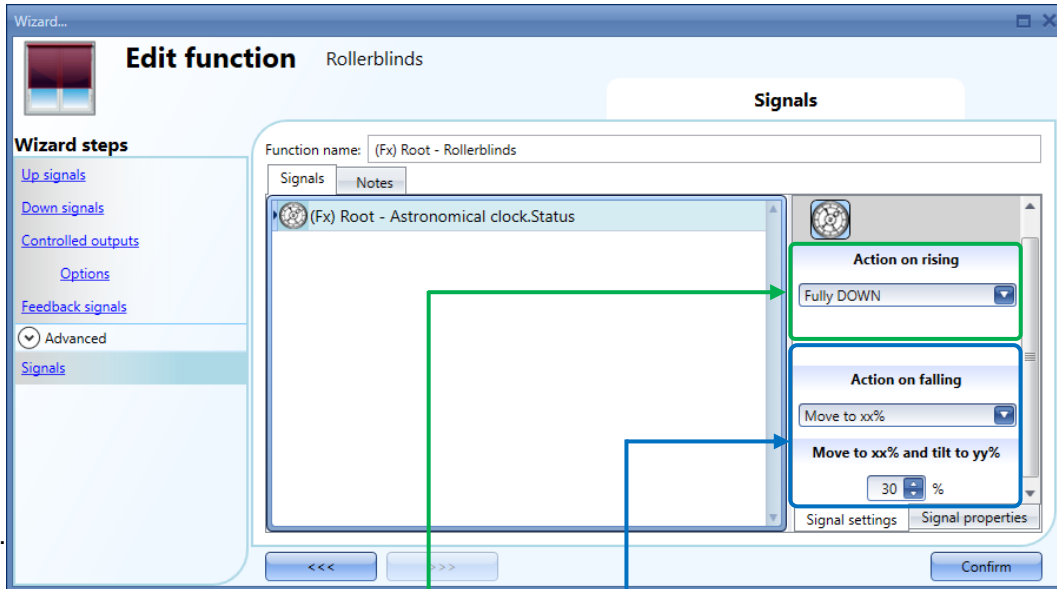 Wizard...
Edit function Rollerblinds
Signals
Wizard steps
Up signals
Down signals
Controlled outputs
Options
Feedback signals
Advanced
Signals
Function name: (Fx) Root - Rollerblinds
Signals Notes
(Fx) Root - Astronomical clock.Status
Action on rising
Fully DOWN
Action on falling
Move to xx%
Move to xx% and tilt to yy%
30 %
Signal settings Signal properties
.
<<< >>> Confirm